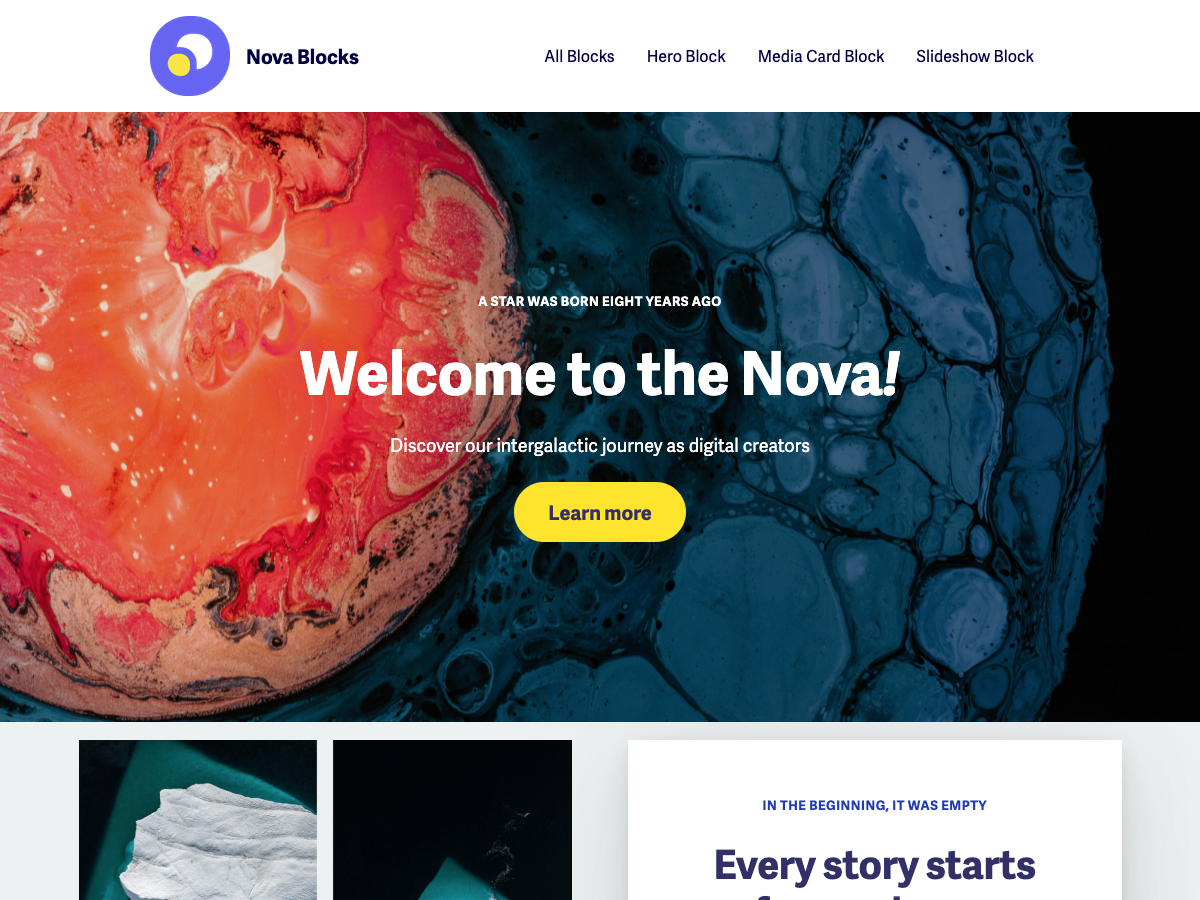 Nova Blocks
All Blocks
Hero Block
Media Card Block
Slideshow Block
A STAR WAS BORN EIGHT YEARS AGO
Welcome to the Nova!
Discover our intergalactic journey as digital creators
Learn more
IN THE BEGINNING, IT WAS EMPTY
Every story starts